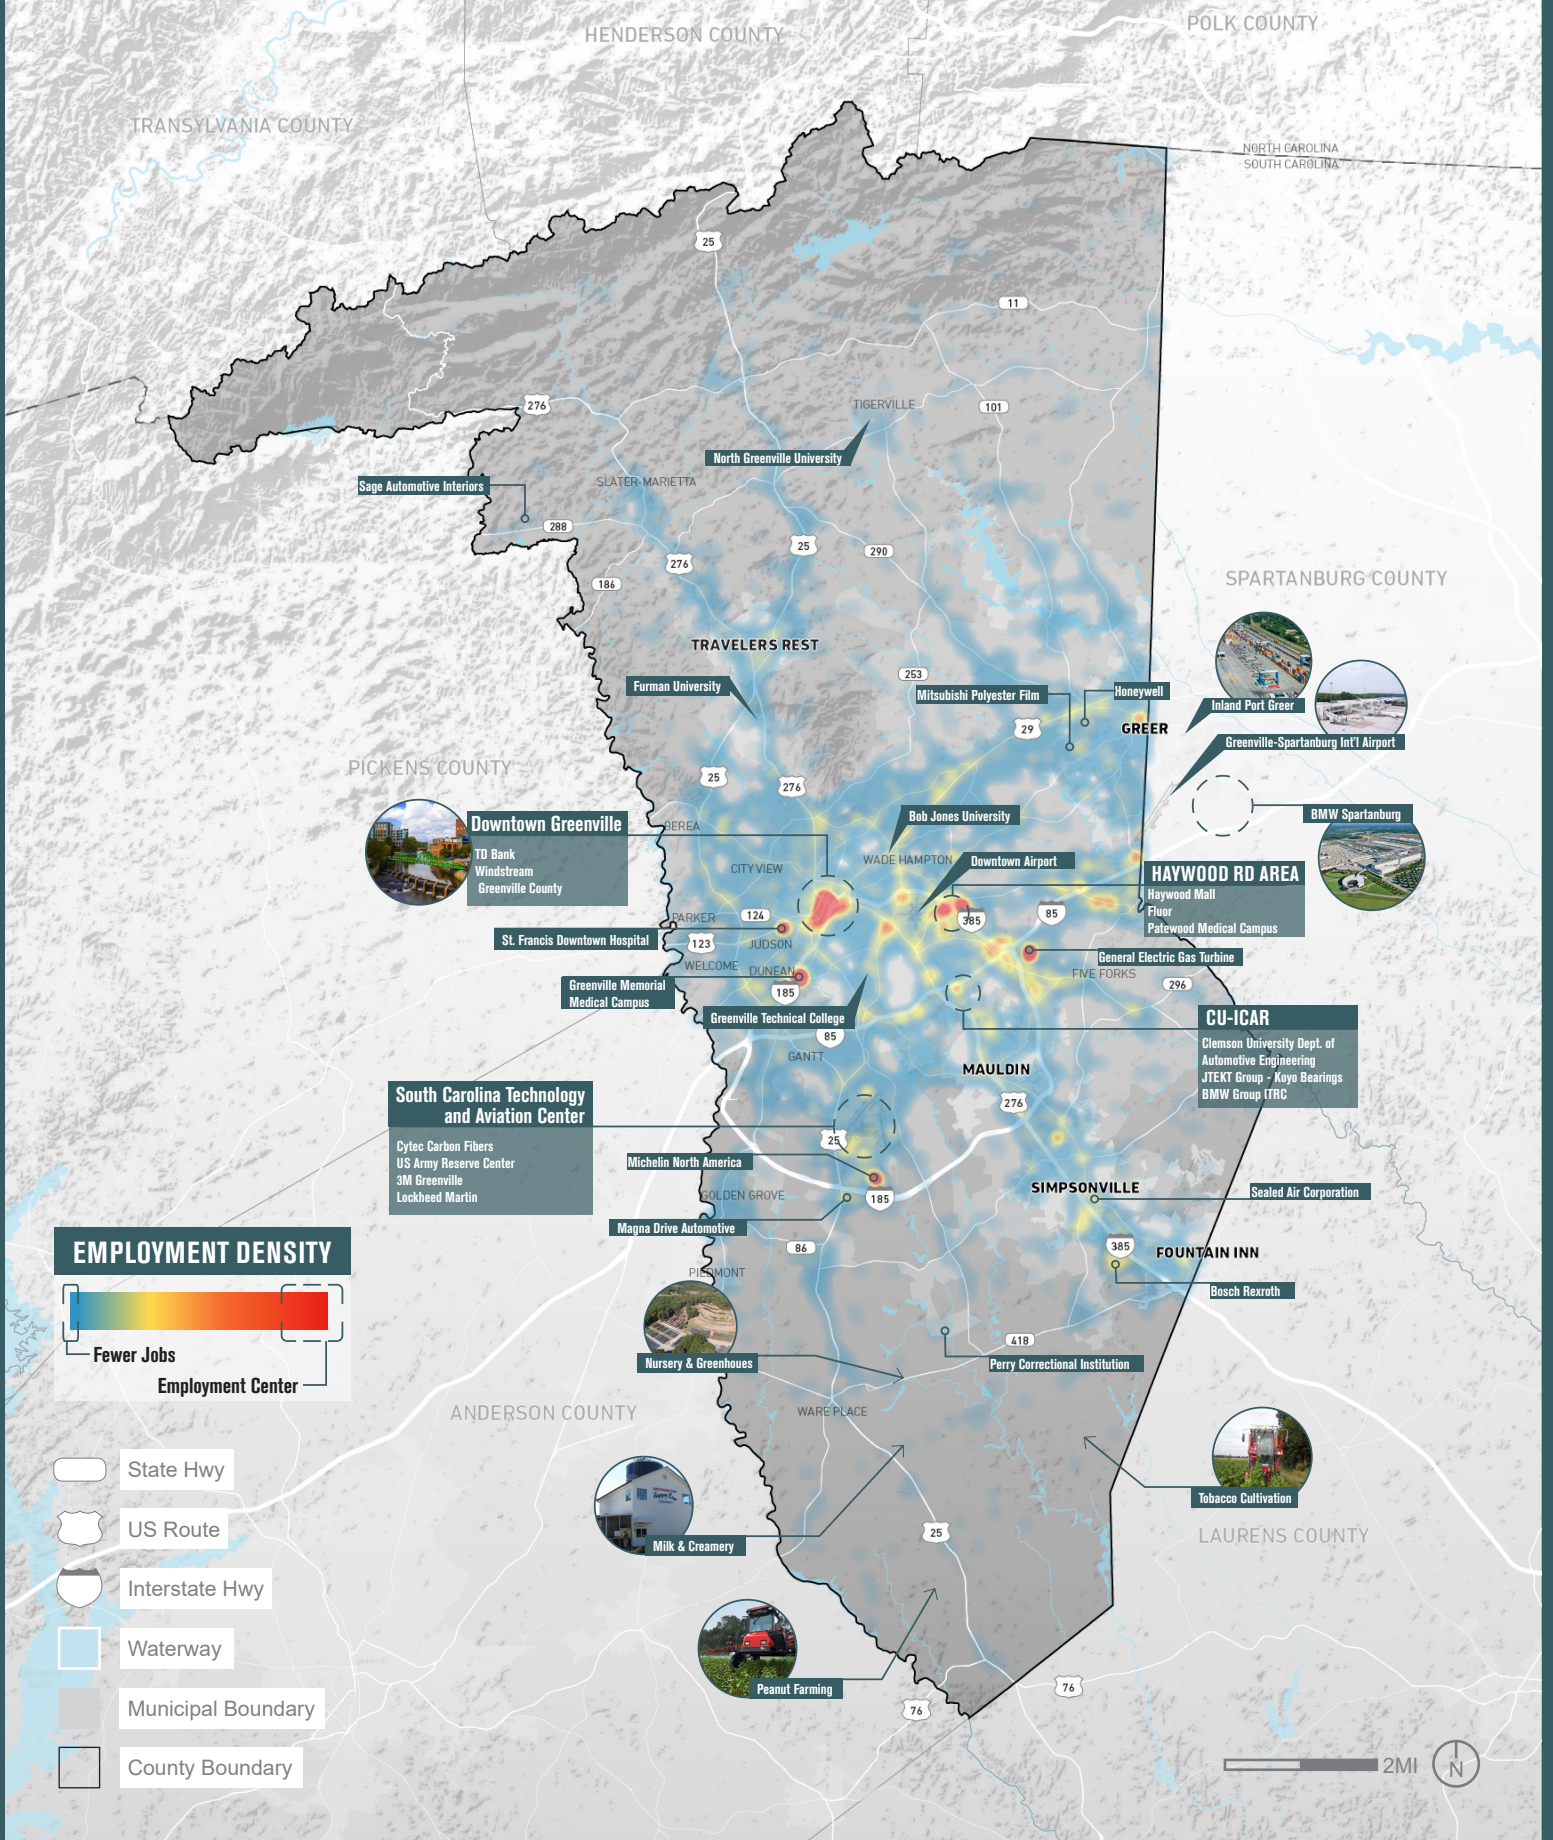 HENDERSON COUNTY
POLK COUNTY
TRANSYLVANIA COUNTY
NORTH CAROLINA
SOUTH CAROLINA
25
11
276
TIGERVILLE
101
North Greenville University
Sage Automotive Interiors
SLATER-MARIETTA
288
25
290
276
186
SPARTANBURG COUNTY
TRAVELERS REST
253
Furman University
Mitsubishi Polyester Film
Honeywell
Inland Port Greer
29
GREER
Greenville-Spartanburg Int'l Airport
PICKENS COUNTY
25
276
BMW Spartanburg
Bob Jones University
Downtown Greenville
TD Bank
Windstream
Greenville County
BEREA
CITY VIEW
WADE HAMPTON
Downtown Airport
HAYWOOD RD AREA
Haywood Mall
Fluor
Patewood Medical Campus
PARKER
124
385
85
St. Francis Downtown Hospital
123
JUDSON
General Electric Gas Turbine
WELCOME
DUNEAN
FIVE FORKS
Greenville Memorial
Medical Campus
185
296
Greenville Technical College
CU-ICAR
Clemson University Dept. of
Automotive Engineering
JTEKT Group - Koyo Bearings
BMW Group ITRC
85
GANTT
MAULDIN
276
South Carolina Technology
and Aviation Center
Cytec Carbon Fibers
US Army Reserve Center
3M Greenville
Lockheed Martin
25
Michelin North America
GOLDEN GROVE
185
SIMPSONVILLE
Sealed Air Corporation
Magna Drive Automotive
86
385
FOUNTAIN INN
PIEDMONT
Bosch Rexroth
EMPLOYMENT DENSITY
Fewer Jobs
Employment Center
418
Nursery & Greenhoues
Perry Correctional Institution
ANDERSON COUNTY
WARE PLACE
Tobacco Cultivation
LAURENS COUNTY
25
Milk & Creamery
Peanut Farming
76
76
State Hwy
US Route
Interstate Hwy
Waterway
Municipal Boundary
County Boundary
2MI
N